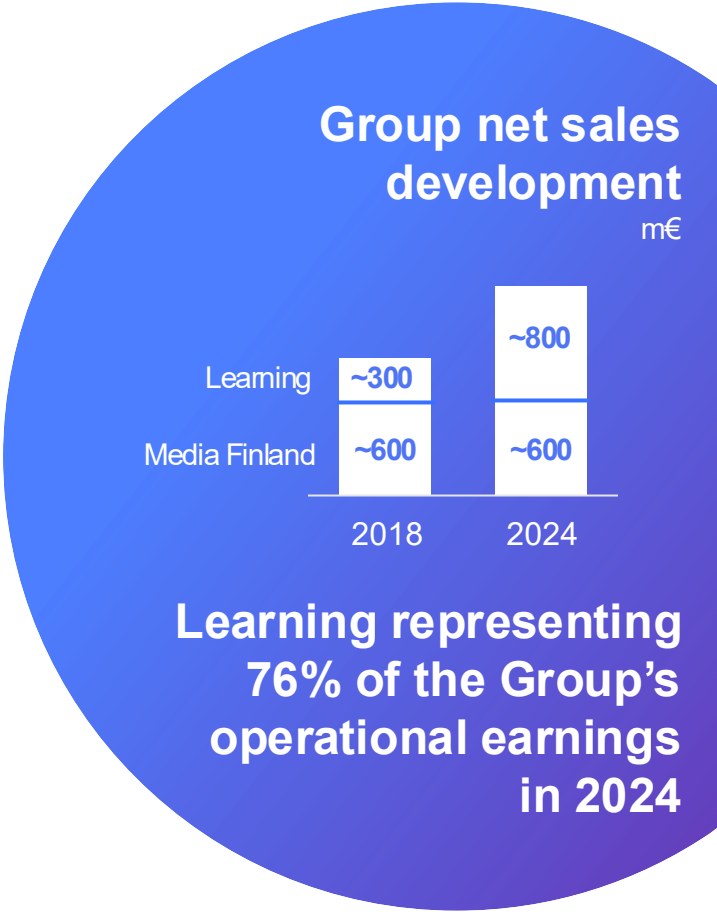 Group net sales
development
m€
~800
Learning ~300
Media Finland ~600 ~600
2018 2024
Learning representing
76% of the Group’s
operational earnings
in 2024